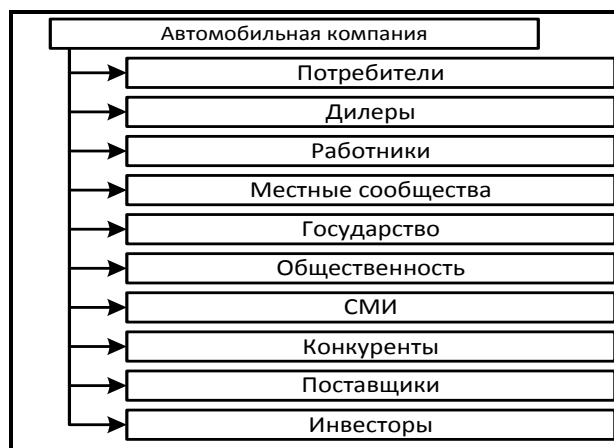 Автомобильная компания
Потребители
Дилеры
Работники
Местные сообщества
Государство
Общественность
СМИ
Конкуренты
Поставщики
Инвесторы